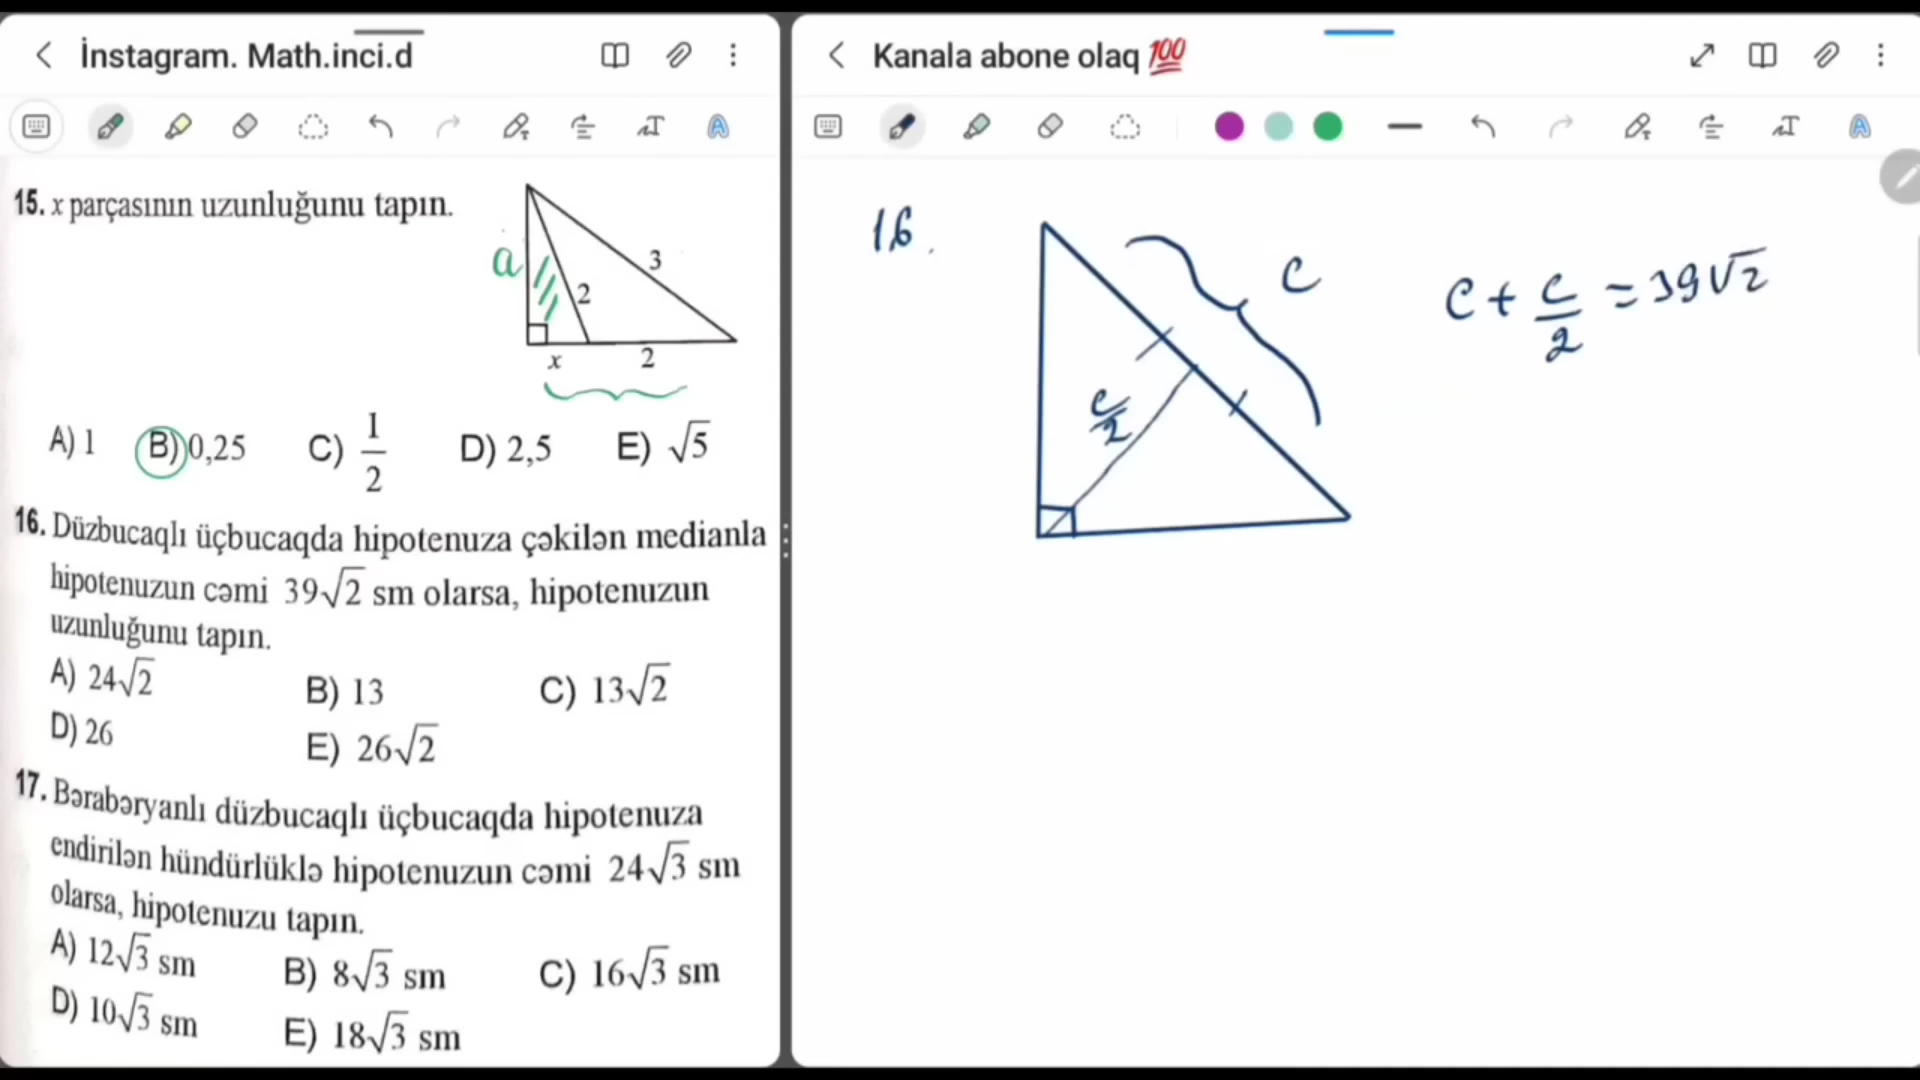 İnstagram. Math.inci.d
15. x parçasının uzunluğunu tapın.
a
3
2
x
2
A) 1 B) 0,25 C) 1/2 D) 2,5 E) √5
16. Düzbucaqlı üçbucaqda hipotenuza çəkilən medianla
hipotenuzun cəmi 39√2 sm olarsa, hipotenuzun
uzunluğunu tapın.
A) 24√2 B) 13 C) 13√2
D) 26 E) 26√2
17. Bərabəryanlı düzbucaqlı üçbucaqda hipotenuza
endirilən hündürlüklə hipotenuzun cəmi 24√3 sm
olarsa, hipotenuzu tapın.
A) 12√3 sm B) 8√3 sm C) 16√3 sm
D) 10√3 sm E) 18√3 sm
Kanala abone olaq 💯
16.
c
c/2
c + c/2 = 39√2